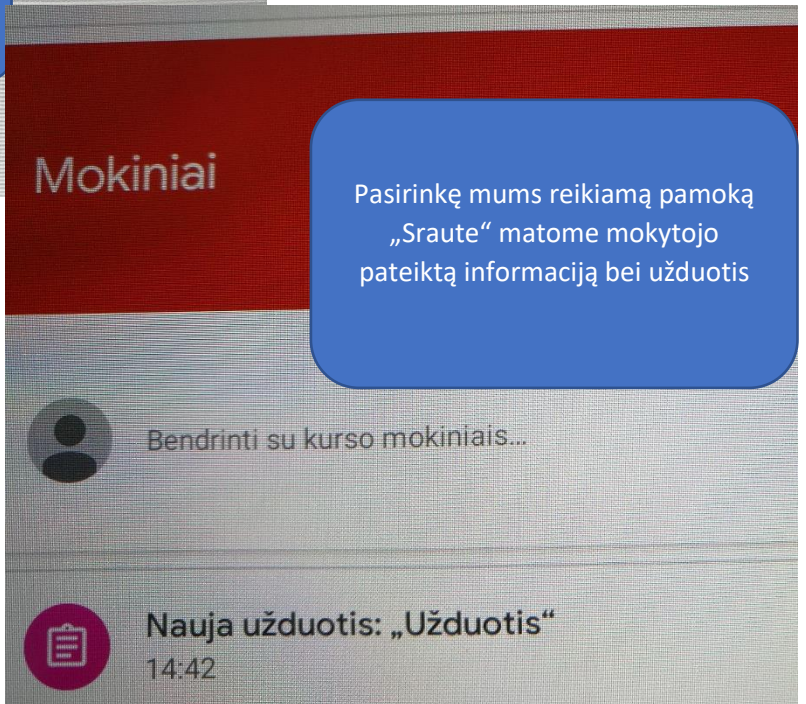 Mokiniai
Pasirinkę mums reikiamą pamoką
„Sraute“ matome mokytojo
pateiktą informaciją bei užduotis
Bendrinti su kurso mokiniais...
Nauja užduotis: „Užduotis“
14:42